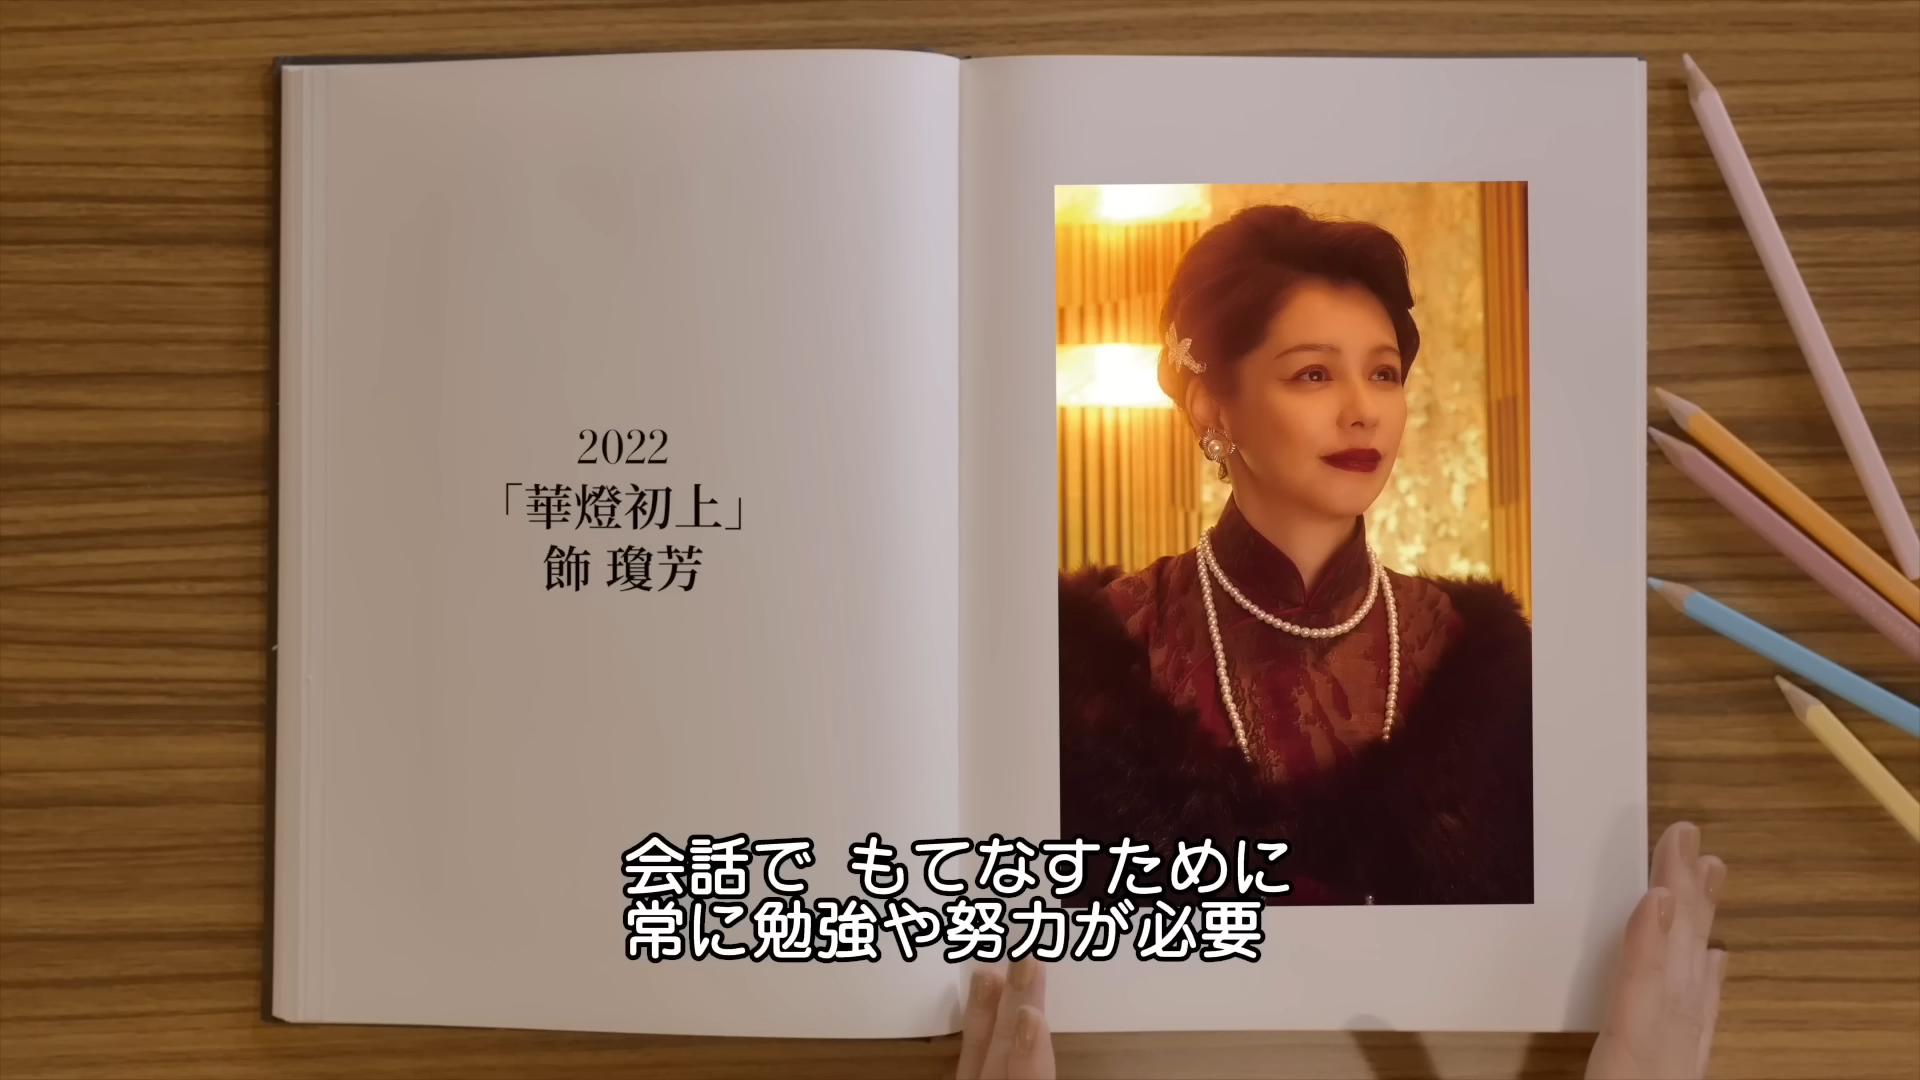 2022
「華燈初上」
飾 瓊芳
会話で もてなすために
常に勉強や努力が必要